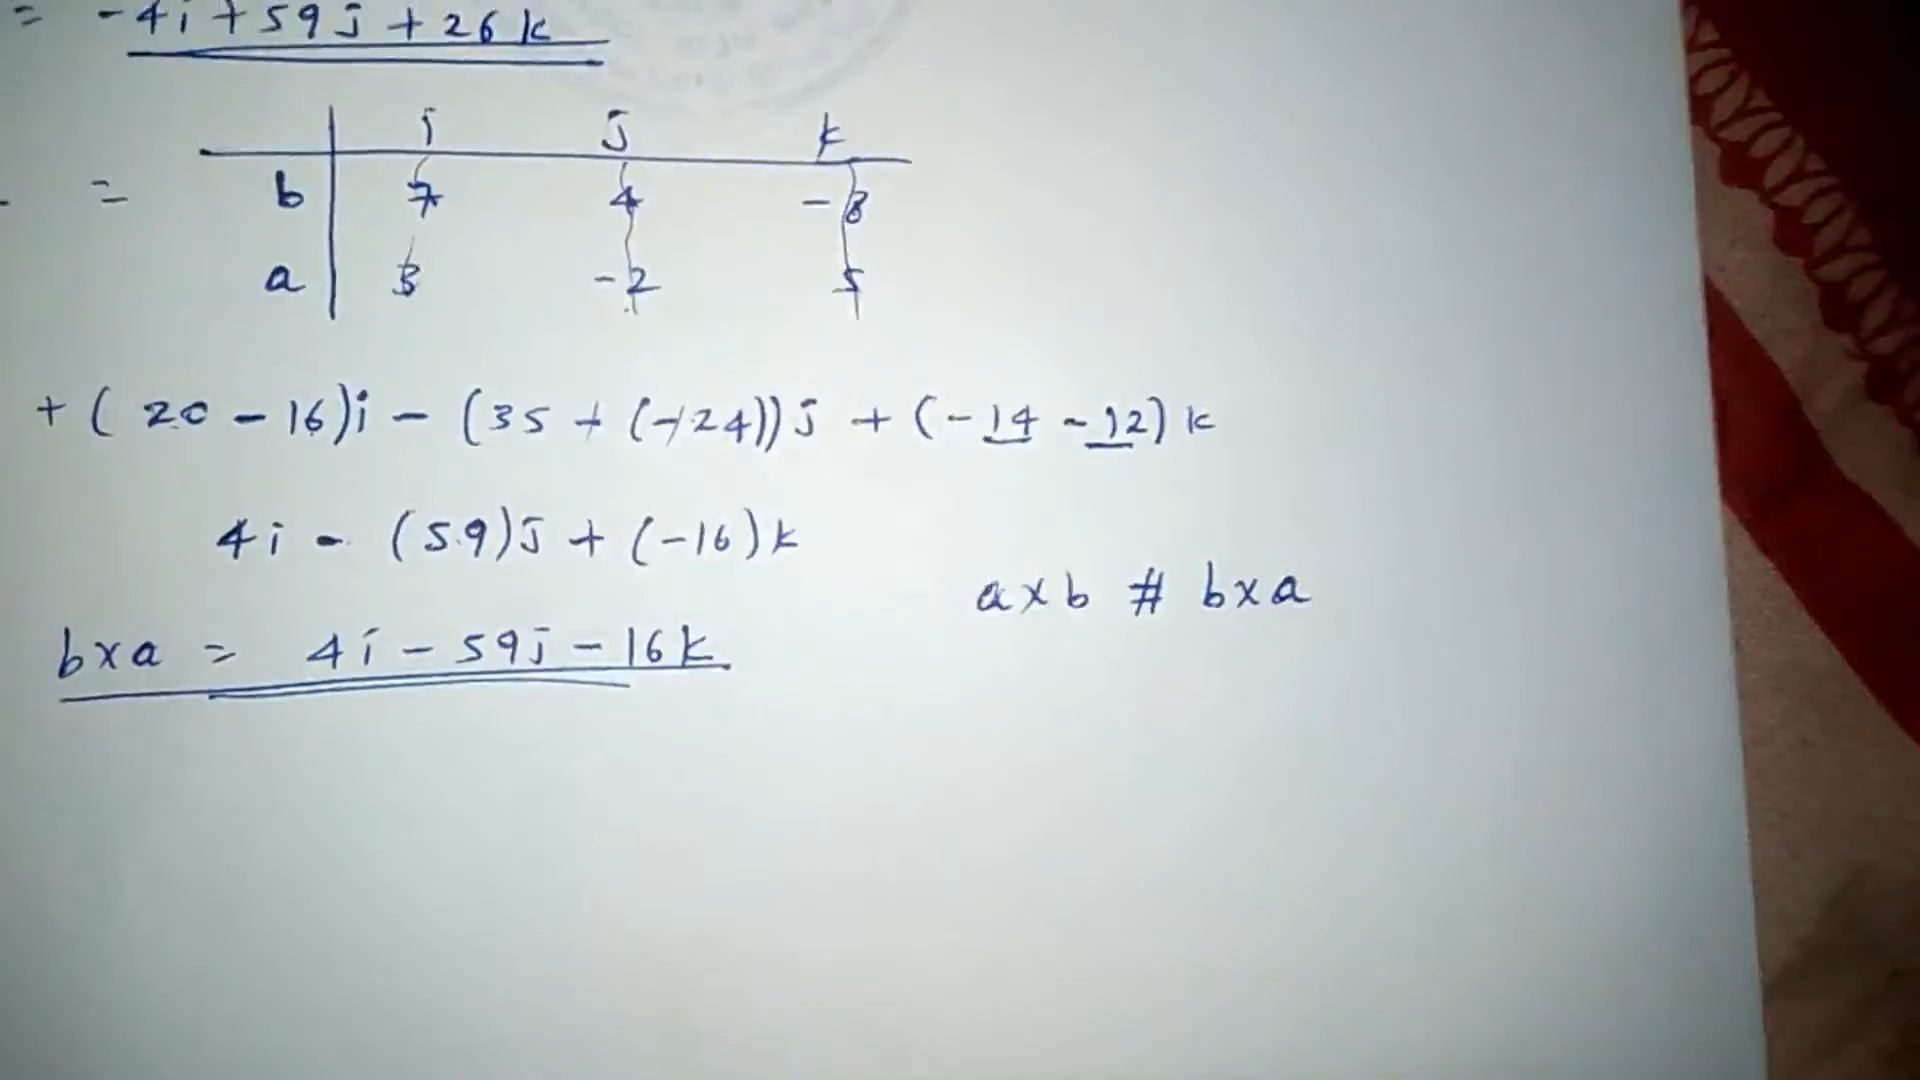 = -4i + 59j + 26k
i j k
= b 7 4 -8
a 3 -2 5
+ ( 20 - 16)i - (35 + (-24))j + (-14 - 12)k
4i - (59)j + (-16)k
a×b # b×a
b×a = 4i - 59j - 16k